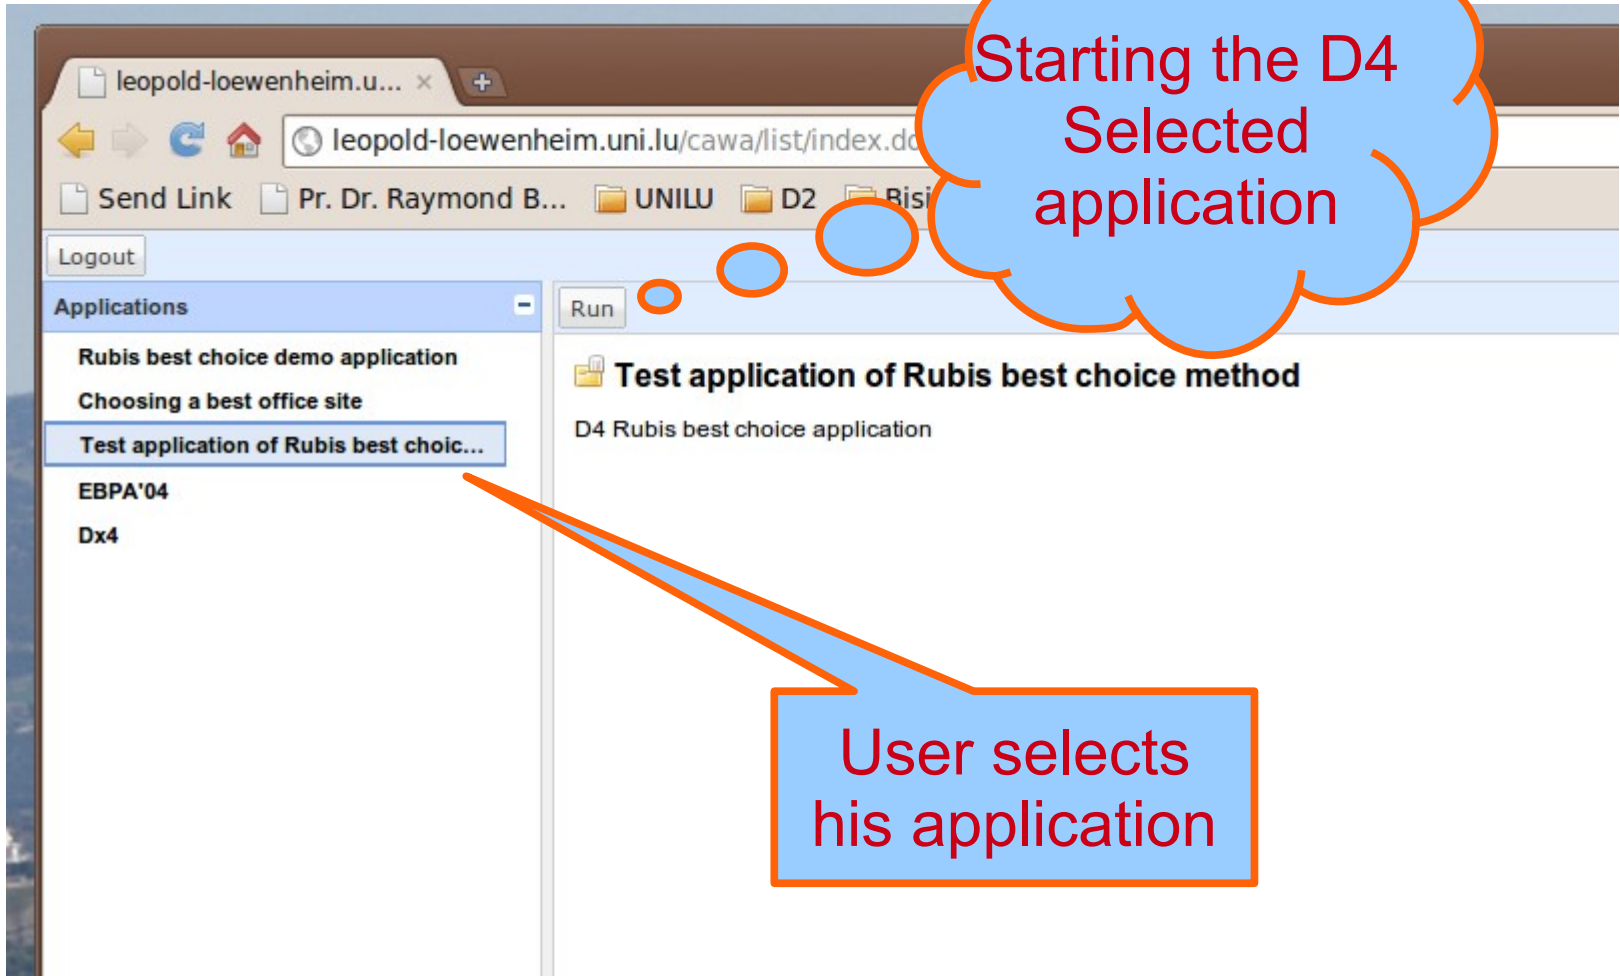 leopold-loewenheim.u...
leopold-loewenheim.uni.lu/cawa/list/index.do
Send Link Pr. Dr. Raymond B... UNILU D2 Bisi
Starting the D4
Selected
application
Logout
Applications
Run
Rubis best choice demo application
Choosing a best office site
Test application of Rubis best choic...
EBPA'04
Dx4
Test application of Rubis best choice method
D4 Rubis best choice application
User selects
his application